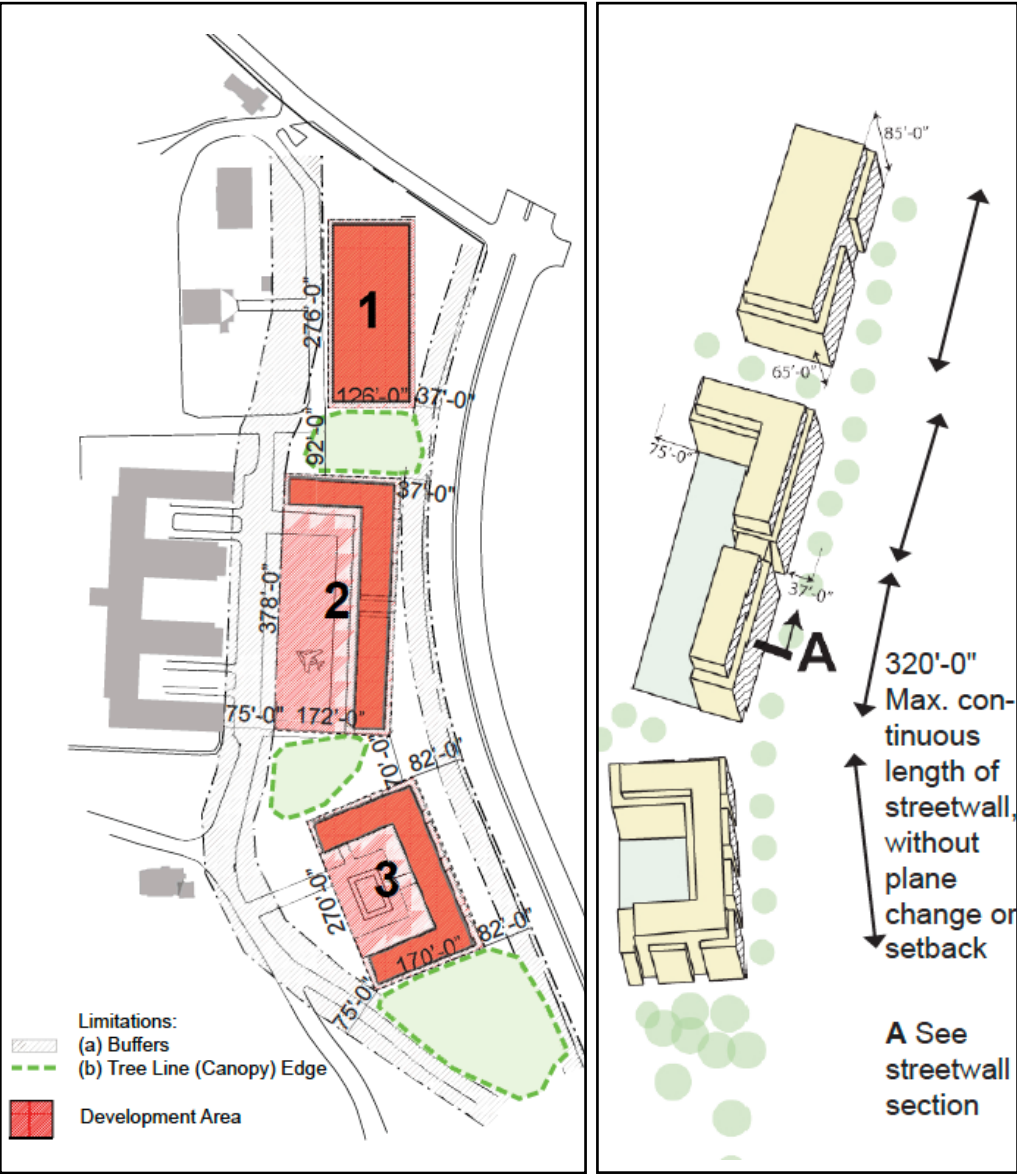 1
276'-0"
126'-0"
37'-0"
92'-0"
37'-0"
2
378'-0"
75'-0"
172'-0"
70'-0"
82'-0"
3
270'-0"
82'-0"
170'-0"
75'-0"
Limitations:
(a) Buffers
(b) Tree Line (Canopy) Edge
Development Area
85'-0"
65'-0"
75'-0"
37'-0"
A
320'-0"
Max. con-
tinuous
length of
streetwall,
without
plane
change or
setback
A See
streetwall
section